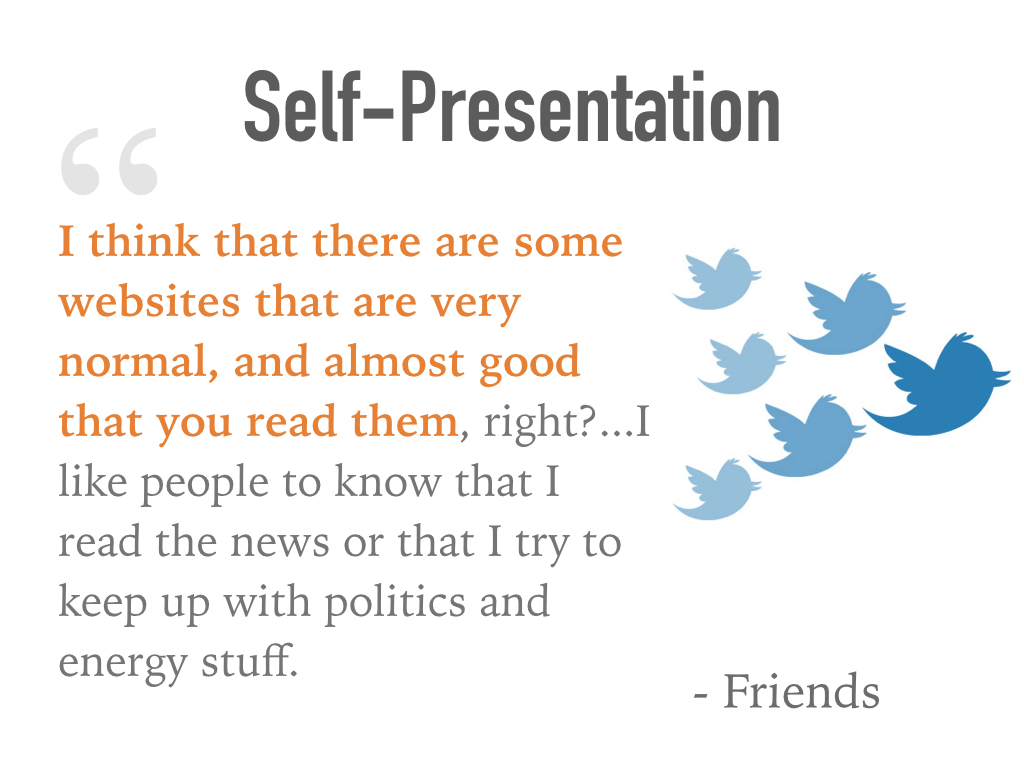 Self-Presentation
“
I think that there are some
websites that are very
normal, and almost good
that you read them, right?...I
like people to know that I
read the news or that I try to
keep up with politics and
energy stuff.
- Friends